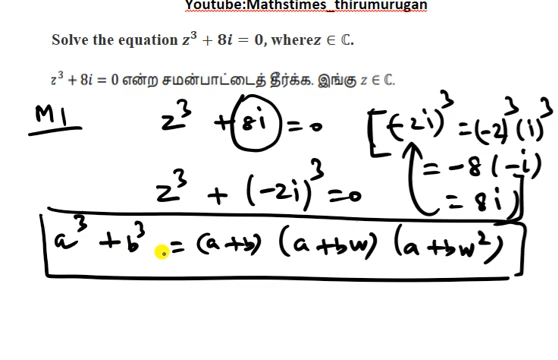 Youtube:Mathstimes_thirumurugan
Solve the equation z³ + 8i = 0, wherez ∈ ℂ.
z³ + 8i = 0 என்ற சமன்பாட்டைத் தீர்க்க. இங்கு z ∈ ℂ.
M1 z³ + 8i = 0 [(-2i)³ = (-2)³ (i)³
= -8 (-i)
z³ + (-2i)³ = 0 = 8i]
a³ + b³ = (a+b) (a+bw) (a+bw²)